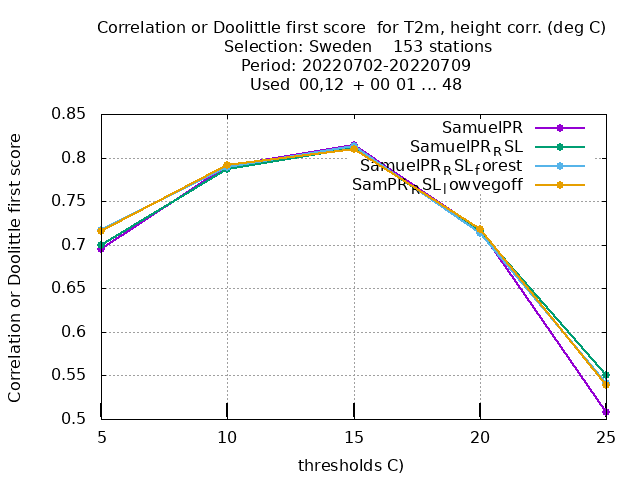 Correlation or Doolittle first score  for T2m, height corr. (deg C)
Selection: Sweden    153 stations
Period: 20220702-20220709
Used  00,12  + 00 01 ... 48
0.85
0.8
0.75
0.7
0.65
0.6
0.55
0.5
5
10
15
20
25
Correlation or Doolittle first score
thresholds C)
SamuelPR
SamuelPR_RSL
SamuelPR_RSL_forest
SamPR_RSL_lowvegoff